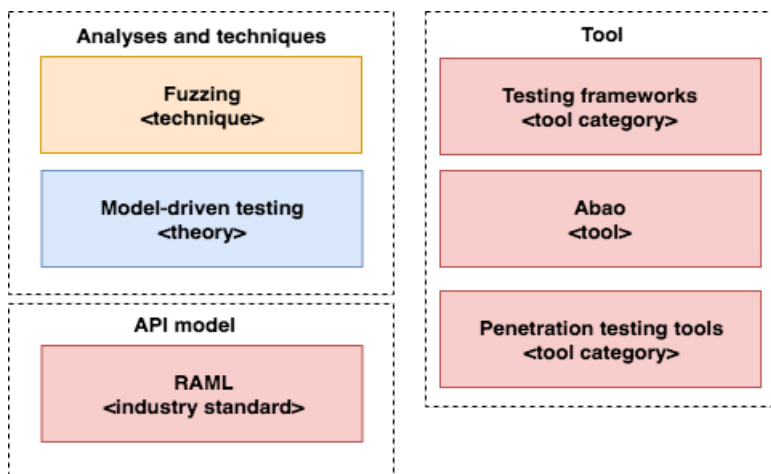 Analyses and techniques
Fuzzing
<technique>
Model-driven testing
<theory>
API model
RAML
<industry standard>
Tool
Testing frameworks
<tool category>
Abao
<tool>
Penetration testing tools
<tool category>